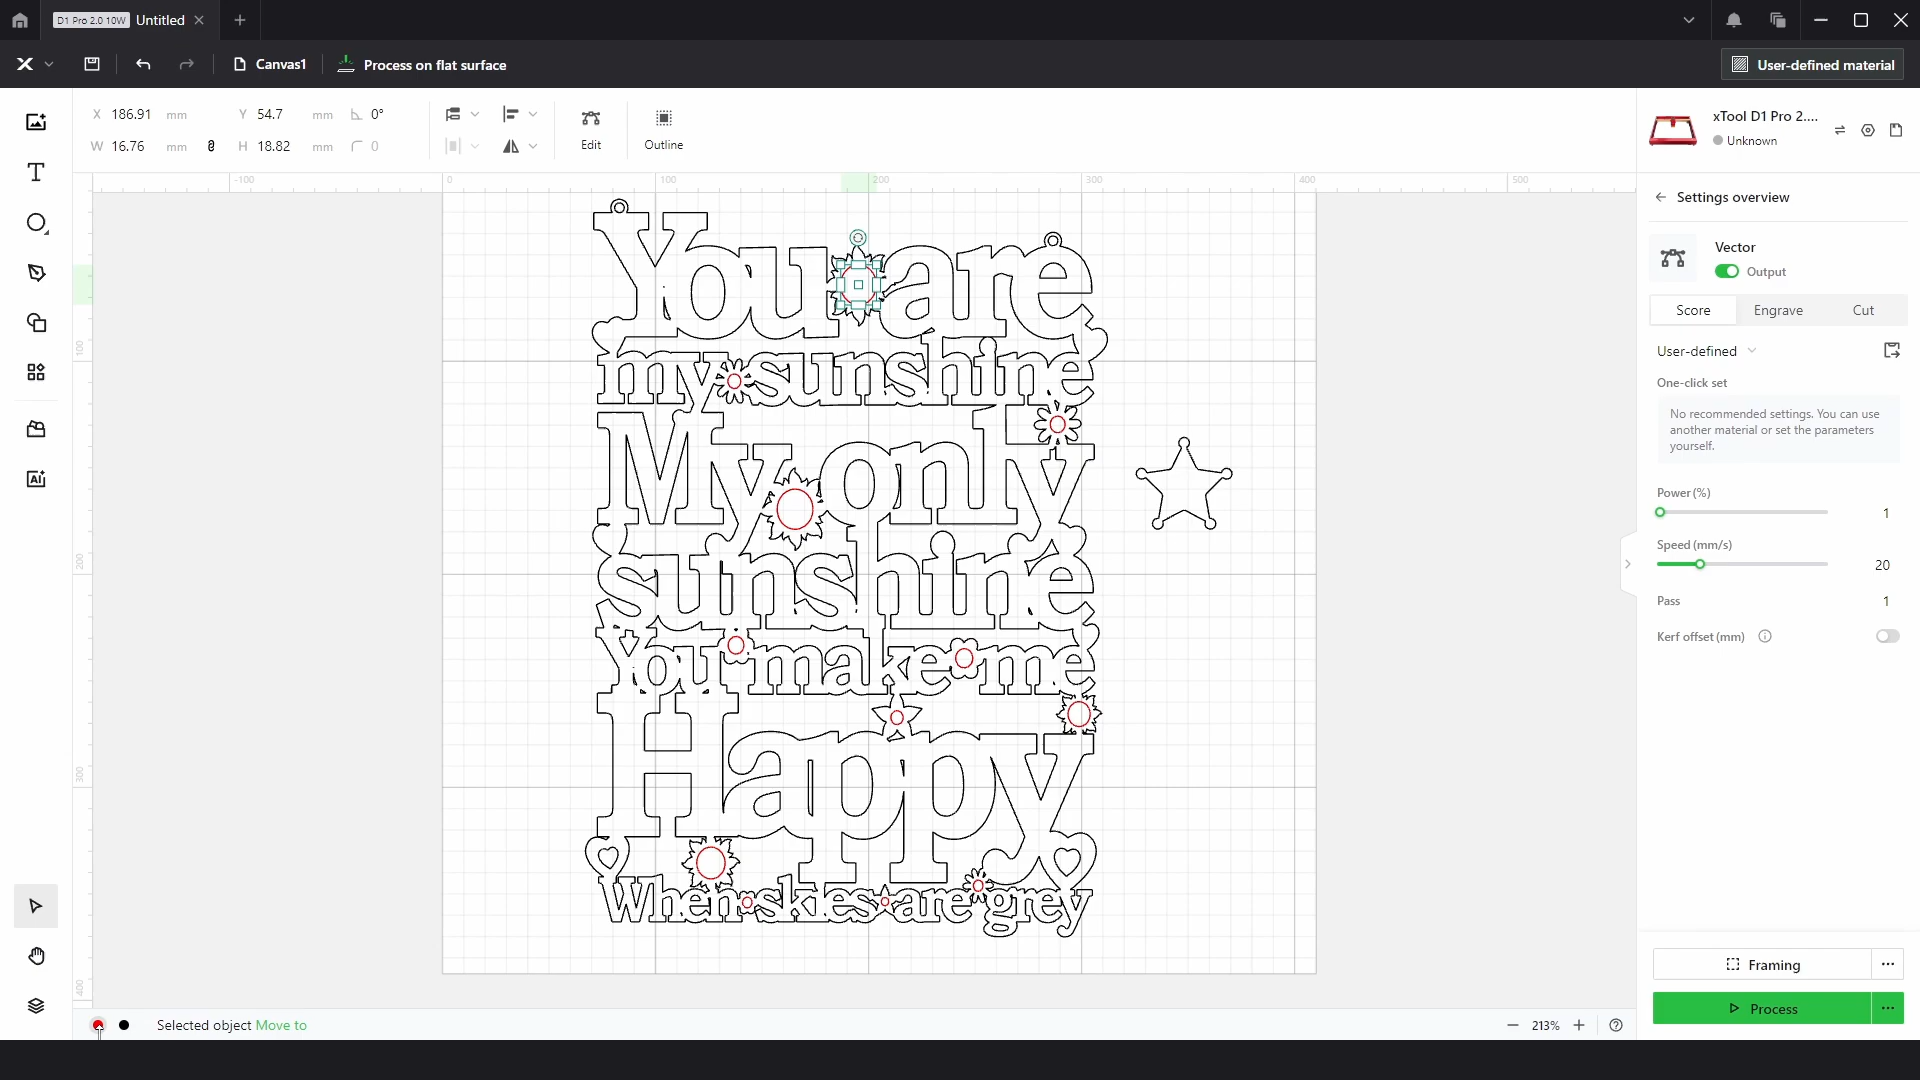 D1 Pro 2.0 10W Untitled
Canvas1 Process on flat surface User-defined material
X 186.91 mm Y 54.7 mm 0°
W 16.76 mm H 18.82 mm 0
Edit Outline
xTool D1 Pro 2....
Unknown
-100 0 100 200 300 400 500
100
200
300
400
You are
my sunshine
My only
sunshine
You make me
Happy
When skies are grey
Settings overview
Vector
Output
Score Engrave Cut
User-defined
One-click set
No recommended settings. You can use
another material or set the parameters
yourself.
Power(%)
1
Speed(mm/s)
20
Pass 1
Kerf offset(mm)
Framing
Process
Ai
Selected object Move to
213%